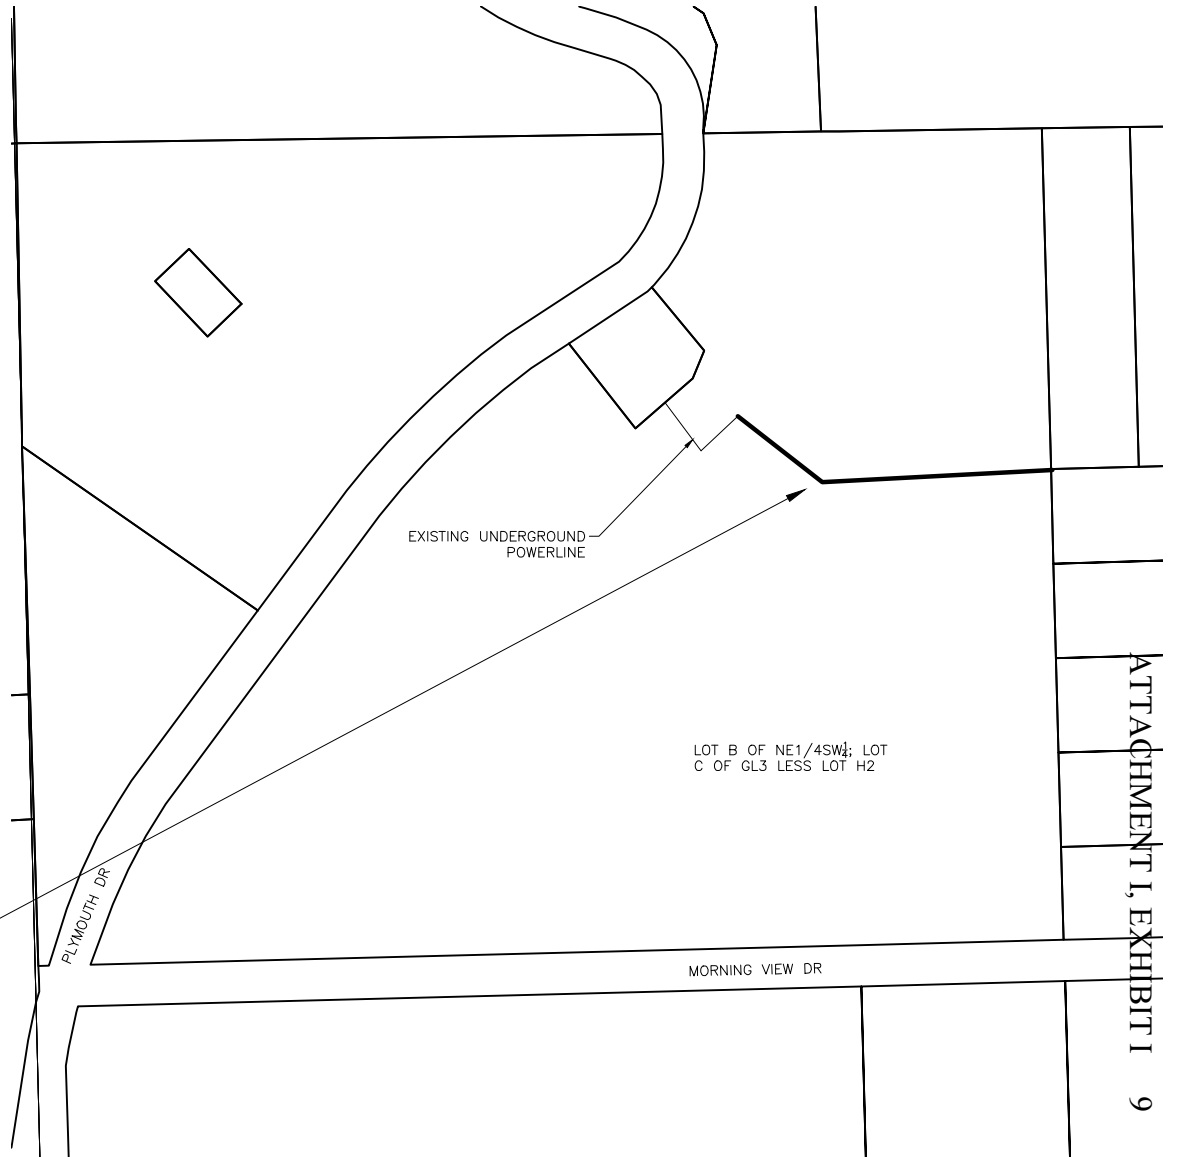 EXISTING UNDERGROUND
POWERLINE
LOT B OF NE1/4SW¼; LOT
C OF GL3 LESS LOT H2
PLYMOUTH DR
MORNING VIEW DR
ATTACHMENT I, EXHIBIT I 9